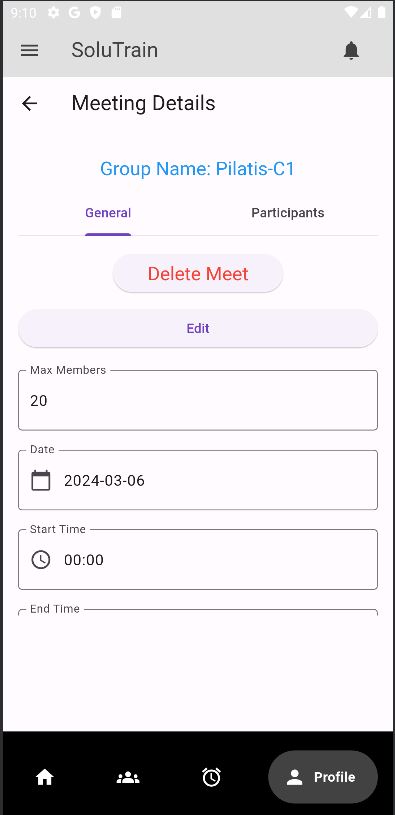 9:10
SoluTrain
Meeting Details
Group Name: Pilatis-C1
General Participants
Delete Meet
Edit
Max Members
20
Date
2024-03-06
Start Time
00:00
End Time
Profile